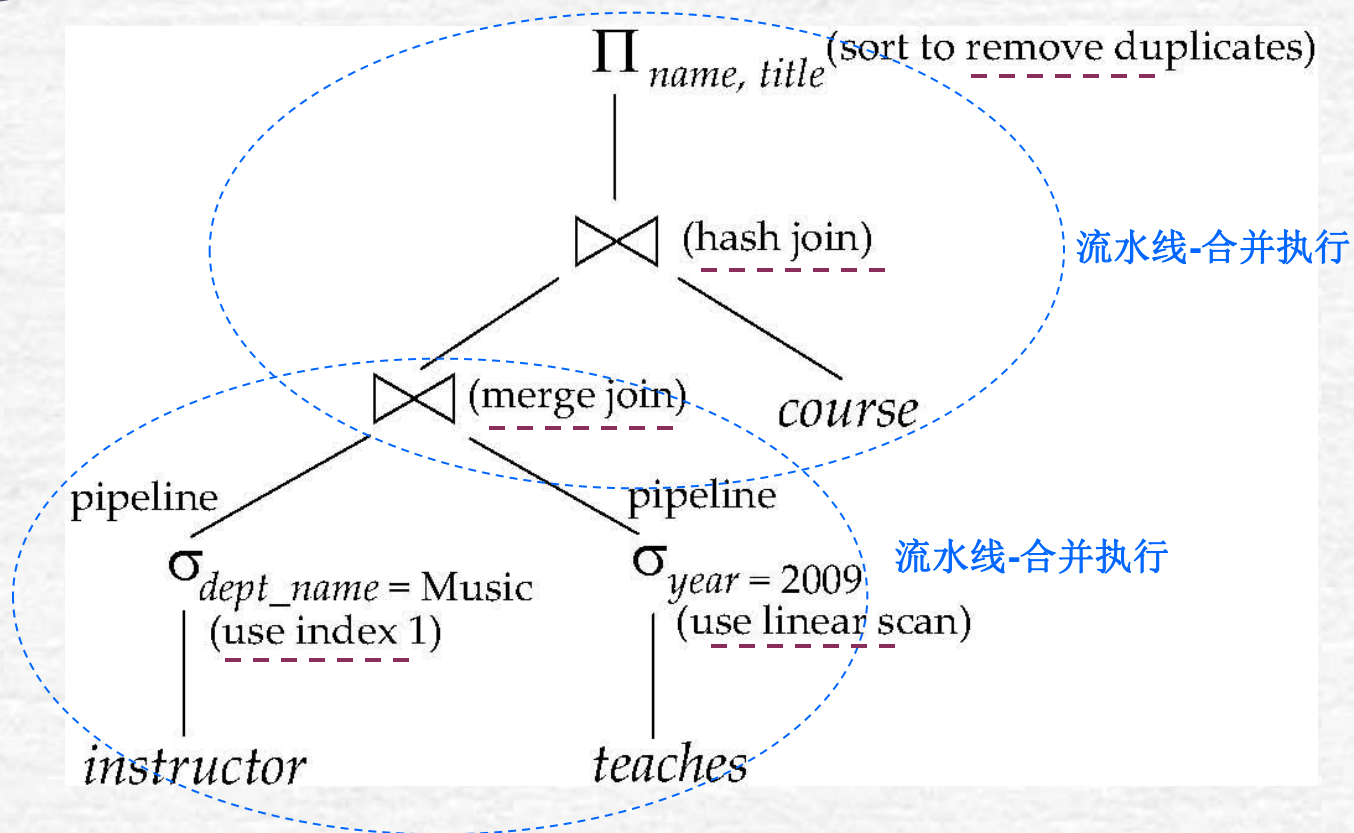 Π name, title (sort to remove duplicates)
(hash join)
流水线-合并执行
(merge join)
course
pipeline
pipeline
流水线-合并执行
σ dept_name = Music
(use index 1)
σ year = 2009
(use linear scan)
instructor
teaches